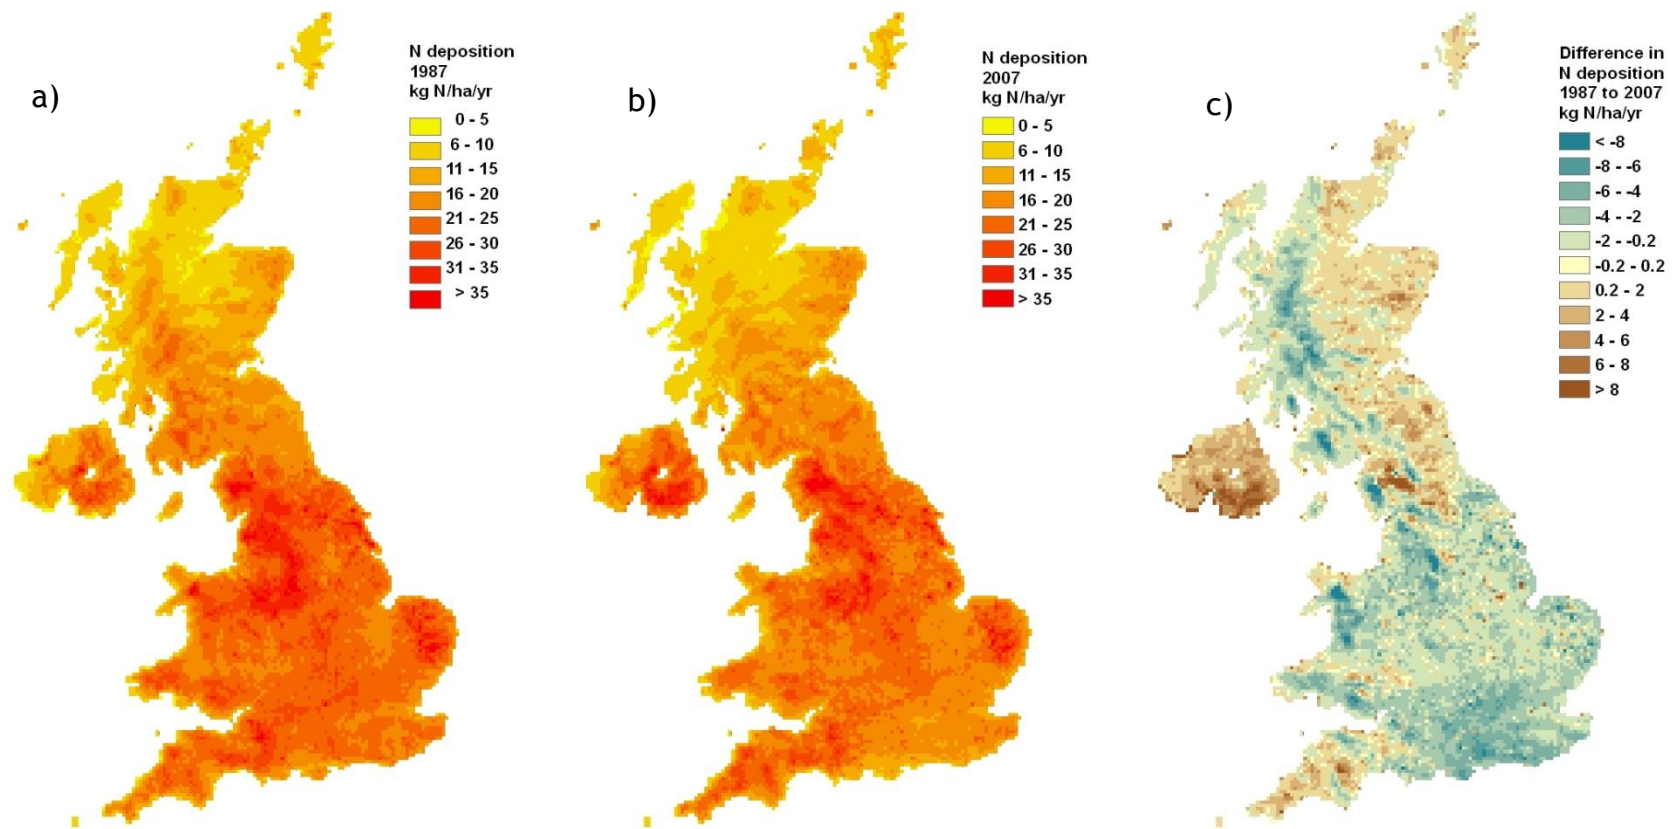 a)
N deposition
1987
kg N/ha/yr
0 - 5
6 - 10
11 - 15
16 - 20
21 - 25
26 - 30
31 - 35
> 35
b)
N deposition
2007
kg N/ha/yr
0 - 5
6 - 10
11 - 15
16 - 20
21 - 25
26 - 30
31 - 35
> 35
c)
Difference in
N deposition
1987 to 2007
kg N/ha/yr
< -8
-8 - -6
-6 - -4
-4 - -2
-2 - -0.2
-0.2 - 0.2
0.2 - 2
2 - 4
4 - 6
6 - 8
> 8